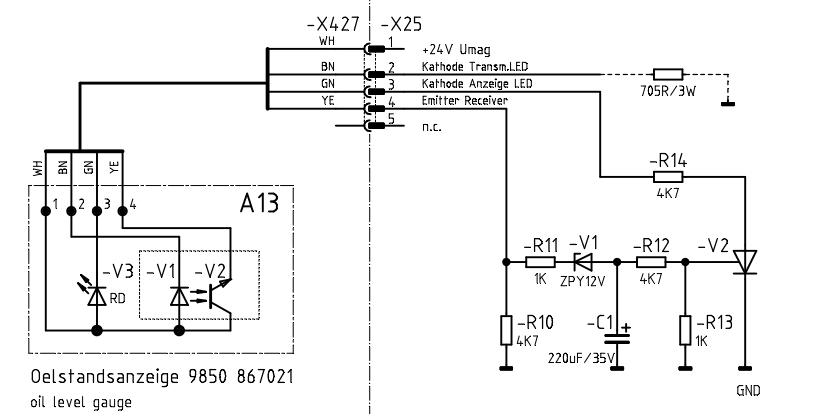 -X427 -X25
WH 1 +24V Umag
BN 2 Kathode Transm.LED
GN 3 Kathode Anzeige LED
YE 4 Emitter Receiver
5 n.c.
705R/3W
WH BN GN YE
1 2 3 4
A13
-R14
4K7
-V3 -V1 -V2
RD
-R11 -V1 -R12 -V2
1K ZPY12V 4K7
-R10 -C1 + -R13
4K7 220uF/35V 1K
Oelstandsanzeige 9850 867021
oil level gauge
GND